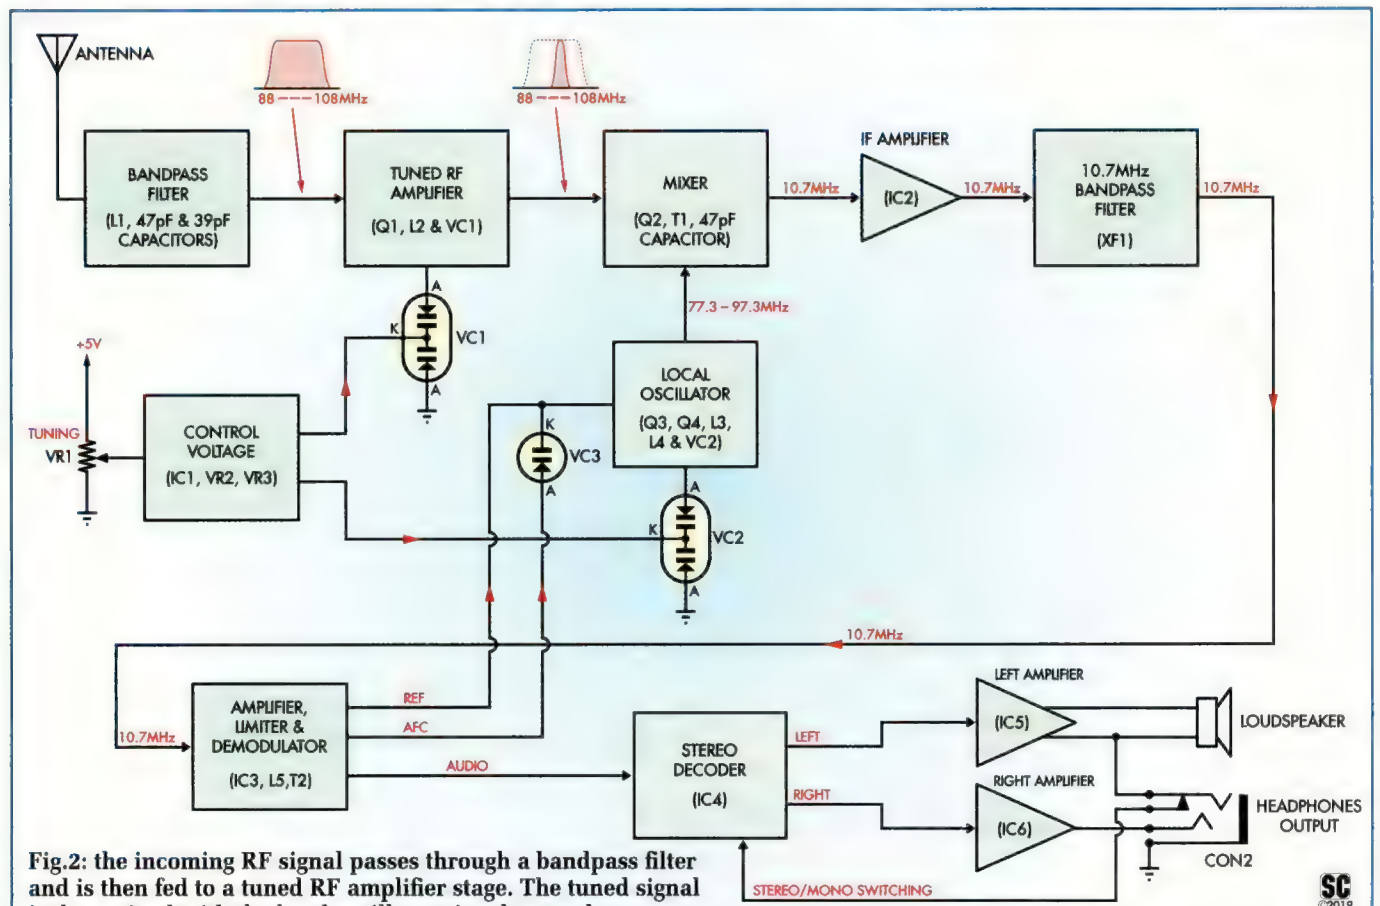 ANTENNA
88 --- 108MHz
88 --- 108MHz
BANDPASS
FILTER
(L1, 47pF & 39pF
CAPACITORS)
TUNED RF
AMPLIFIER
(Q1, L2 & VC1)
MIXER
(Q2, T1, 47pF
CAPACITOR)
10.7MHz
IF AMPLIFIER
(IC2)
10.7MHz
10.7MHz
BANDPASS
FILTER
(XF1)
10.7MHz
A
K
VC1
A
77.3 – 97.3MHz
+5V
TUNING
VR1
CONTROL
VOLTAGE
(IC1, VR2, VR3)
K
VC3
A
LOCAL
OSCILLATOR
(Q3, Q4, L3,
L4 & VC2)
A
K
VC2
A
10.7MHz
10.7MHz
AMPLIFIER,
LIMITER &
DEMODULATOR
(IC3, L5,T2)
REF
AFC
AUDIO
STEREO
DECODER
(IC4)
LEFT
RIGHT
LEFT AMPLIFIER
(IC5)
LOUDSPEAKER
RIGHT AMPLIFIER
(IC6)
HEADPHONES
OUTPUT
CON2
STEREO/MONO SWITCHING
SC
©2018
Fig.2: the incoming RF signal passes through a bandpass filter
and is then fed to a tuned RF amplifier stage. The tuned signal